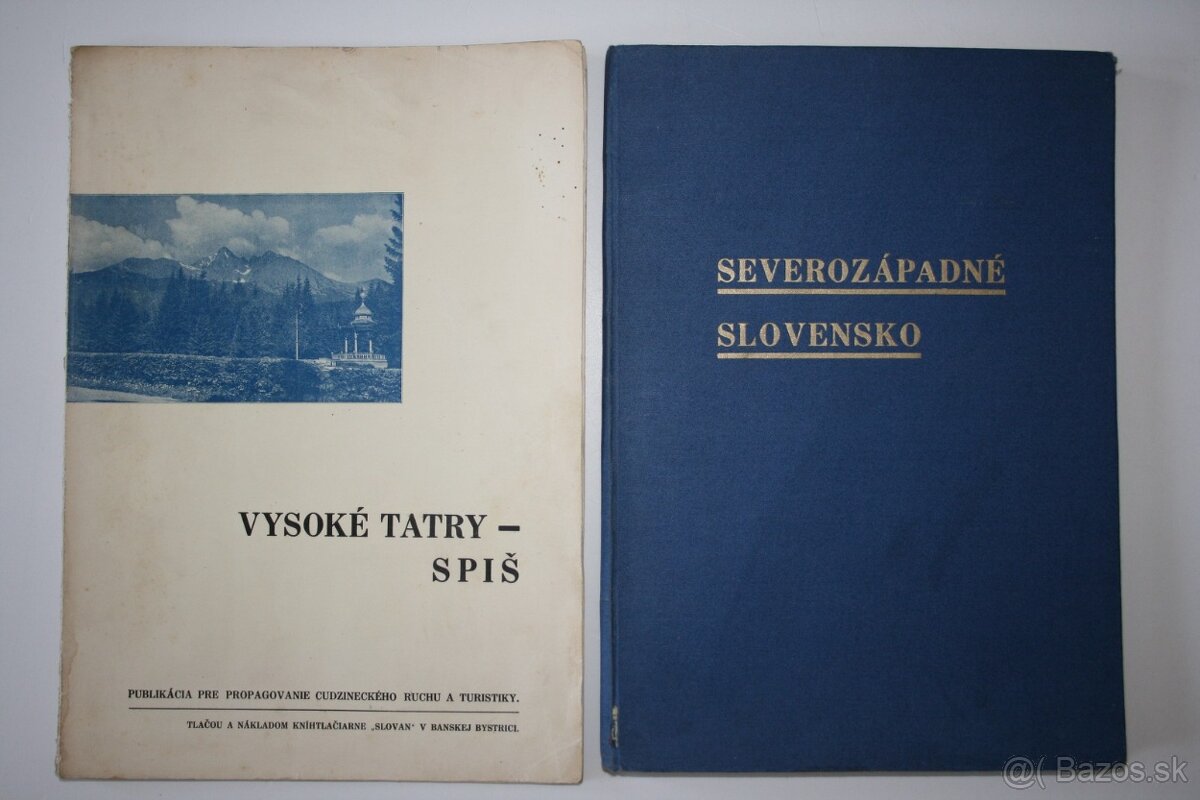 VYSOKÉ TATRY –
SPIŠ
PUBLIKÁCIA PRE PROPAGOVANIE CUDZINECKÉHO RUCHU A TURISTIKY.
TLAČOU A NÁKLADOM KNÍHTLAČIARNE „SLOVAN“ V BANSKEJ BYSTRICI.
SEVEROZÁPADNÉ
SLOVENSKO
@( Bazos.sk